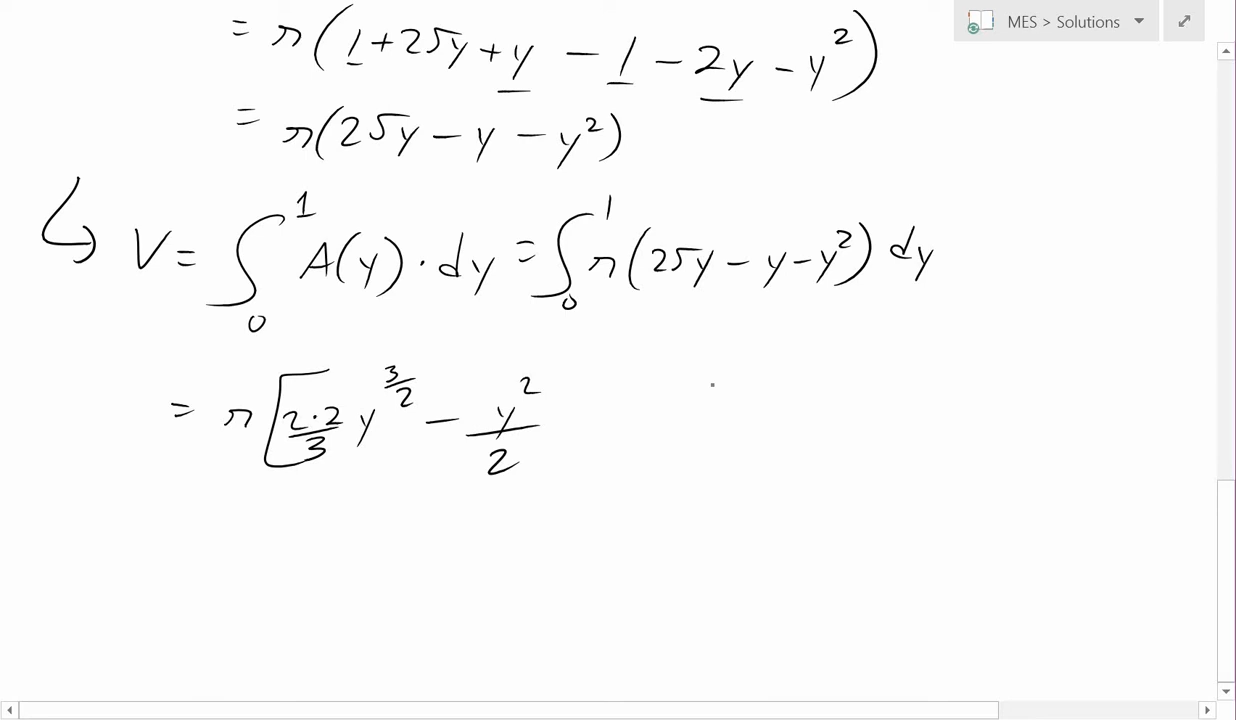 MES > Solutions
= π(1+2√y+y − 1 − 2y − y²)
= π(2√y − y − y²)
↳ V = ∫₀¹ A(y)·dy = ∫₀¹ π(2√y − y − y²) dy
= π[2·2/3 y^(3/2) − y²/2